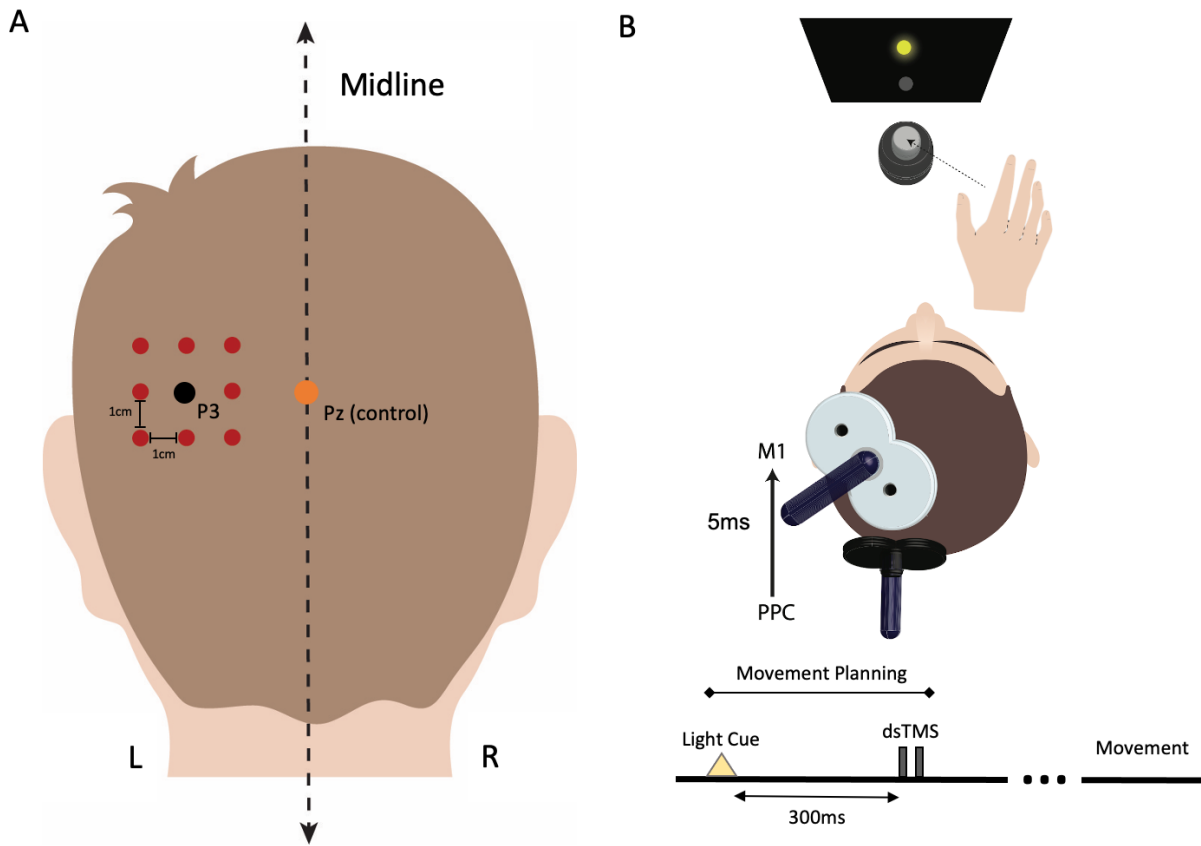 A
Midline
P3
Pz (control)
1cm
1cm
L
R
B
M1
5ms
PPC
Movement Planning
Light Cue
dsTMS
Movement
300ms